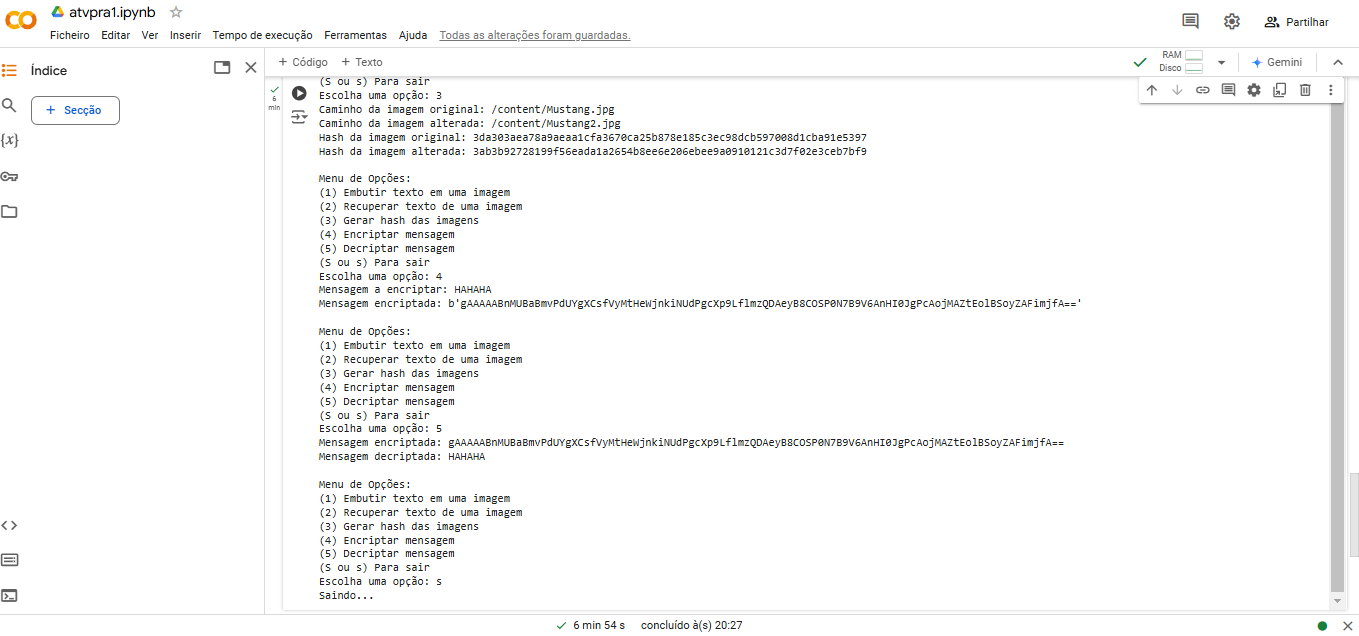 CO atvpra1.ipynb
Ficheiro Editar Ver Inserir Tempo de execução Ferramentas Ajuda Todas as alterações foram guardadas.
Partilhar
Índice
+ Código + Texto
RAM
Disco
Gemini
+ Secção
{x}
6
min
(S ou s) Para sair
Escolha uma opção: 3
Caminho da imagem original: /content/Mustang.jpg
Caminho da imagem alterada: /content/Mustang2.jpg
Hash da imagem original: 3da303aea78a9aeaa1cfa3670ca25b878e185c3ec98dcb597008d1cba91e5397
Hash da imagem alterada: 3ab3b92728199f56eada1a2654b8ee6e206ebee9a0910121c3d7f02e3ceb7bf9
Menu de Opções:
(1) Embutir texto em uma imagem
(2) Recuperar texto de uma imagem
(3) Gerar hash das imagens
(4) Encriptar mensagem
(5) Decriptar mensagem
(S ou s) Para sair
Escolha uma opção: 4
Mensagem a encriptar: HAHAHA
Mensagem encriptada: b'gAAAAABnMUBaBmvPdUYgXCsfVyMtHeWjnkiNUdPgcXp9LflmzQDAeyB8COSP0N7B9V6AnHI0JgPcAojMAZtEolBSoyZAFimjfA=='
Menu de Opções:
(1) Embutir texto em uma imagem
(2) Recuperar texto de uma imagem
(3) Gerar hash das imagens
(4) Encriptar mensagem
(5) Decriptar mensagem
(S ou s) Para sair
Escolha uma opção: 5
Mensagem encriptada: gAAAAABnMUBaBmvPdUYgXCsfVyMtHeWjnkiNUdPgcXp9LflmzQDAeyB8COSP0N7B9V6AnHI0JgPcAojMAZtEolBSoyZAFimjfA==
Mensagem decriptada: HAHAHA
Menu de Opções:
(1) Embutir texto em uma imagem
(2) Recuperar texto de uma imagem
(3) Gerar hash das imagens
(4) Encriptar mensagem
(5) Decriptar mensagem
(S ou s) Para sair
Escolha uma opção: s
Saindo...
6 min 54 s concluído à(s) 20:27